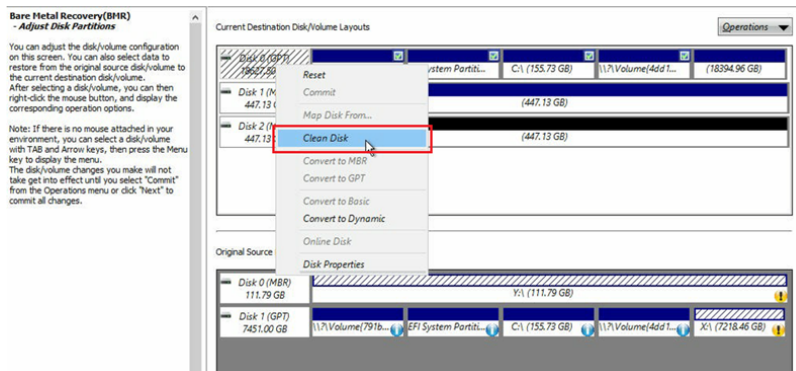 Bare Metal Recovery(BMR)
- Adjust Disk Partitions
You can adjust the disk/volume configuration
on this screen. You can also select data to
restore from the original source disk/volume to
the current destination disk/volume.
After selecting a disk/volume, you can then
right-click the mouse button, and display the
corresponding operation options.
Note: If there is no mouse attached in your
environment, you can select a disk/volume
with TAB and Arrow keys, then press the Menu
key to display the menu.
The disk/volume changes you make will not
take get into effect until you select "Commit"
from the Operations menu or click "Next" to
commit all changes.
Current Destination Disk/Volume Layouts
Operations
Disk 0 (GPT)
ystem Partiti... C:\ (155.73 GB) \\?\Volume{4dd1... (18394.96 GB)
Disk 1 (M
447.13 (447.13 GB)
Disk 2 (M
447.13 (447.13 GB)
Reset
Commit
Map Disk From...
Clean Disk
Convert to MBR
Convert to GPT
Convert to Basic
Convert to Dynamic
Online Disk
Disk Properties
Original Source
Disk 0 (MBR)
111.79 GB Y:\ (111.79 GB)
Disk 1 (GPT)
7451.00 GB \\?\Volume{791b... EFI System Partiti... C:\ (155.73 GB) \\?\Volume{4dd1... X:\ (7218.46 GB)